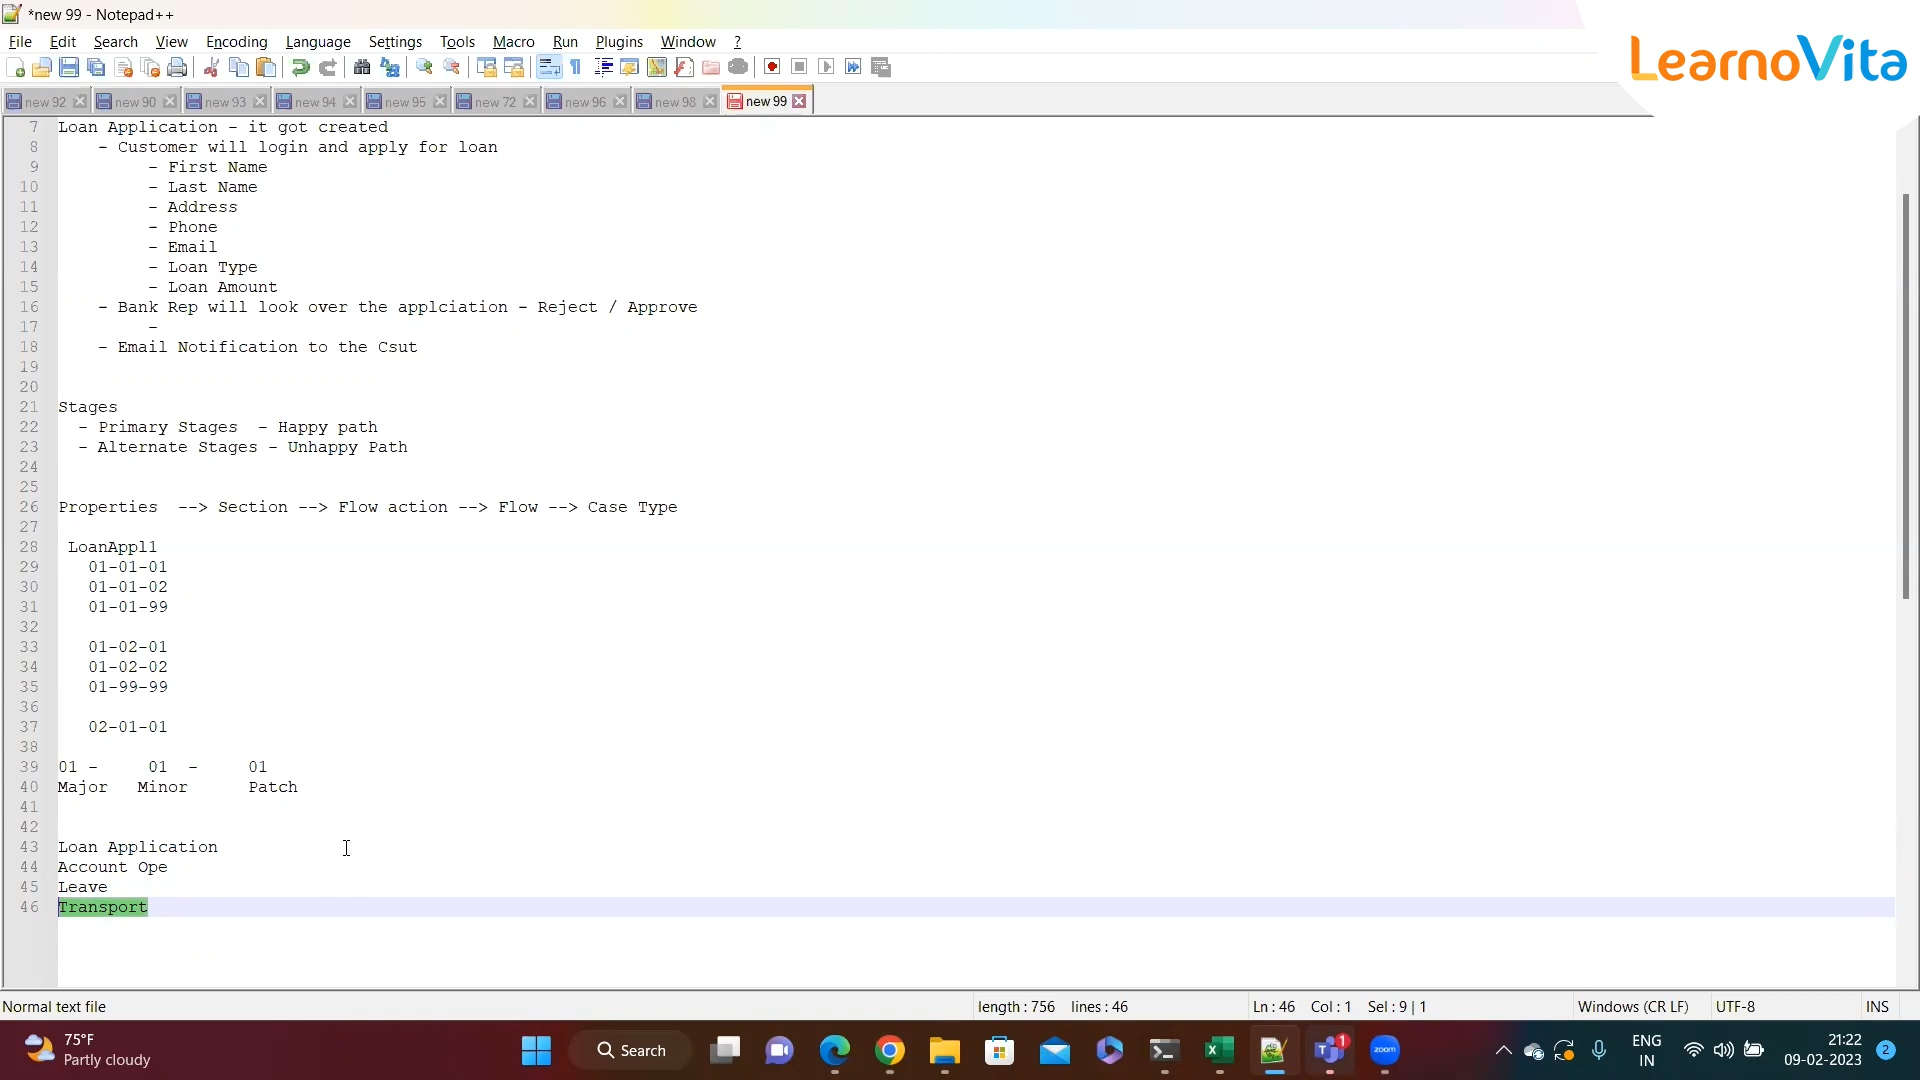 *new 99 - Notepad++
LearnoVita
File Edit Search View Encoding Language Settings Tools Macro Run Plugins Window ?
new 92 new 90 new 93 new 94 new 95 new 72 new 96 new 98 new 99
7 Loan Application - it got created
8 - Customer will login and apply for loan
9 - First Name
10 - Last Name
11 - Address
12 - Phone
13 - Email
14 - Loan Type
15 - Loan Amount
16 - Bank Rep will look over the applciation - Reject / Approve
17 -
18 - Email Notification to the Csut
19
20
21 Stages
22 - Primary Stages - Happy path
23 - Alternate Stages - Unhappy Path
24
25
26 Properties --> Section --> Flow action --> Flow --> Case Type
27
28 LoanAppl1
29 01-01-01
30 01-01-02
31 01-01-99
32
33 01-02-01
34 01-02-02
35 01-99-99
36
37 02-01-01
38
39 01 - 01 - 01
40 Major Minor Patch
41
42
43 Loan Application
44 Account Ope
45 Leave
46 Transport
Normal text file length : 756 lines : 46 Ln : 46 Col : 1 Sel : 9 | 1 Windows (CR LF) UTF-8 INS
75°F
Partly cloudy
Search
1
zoom
ENG
IN
21:22
09-02-2023
2